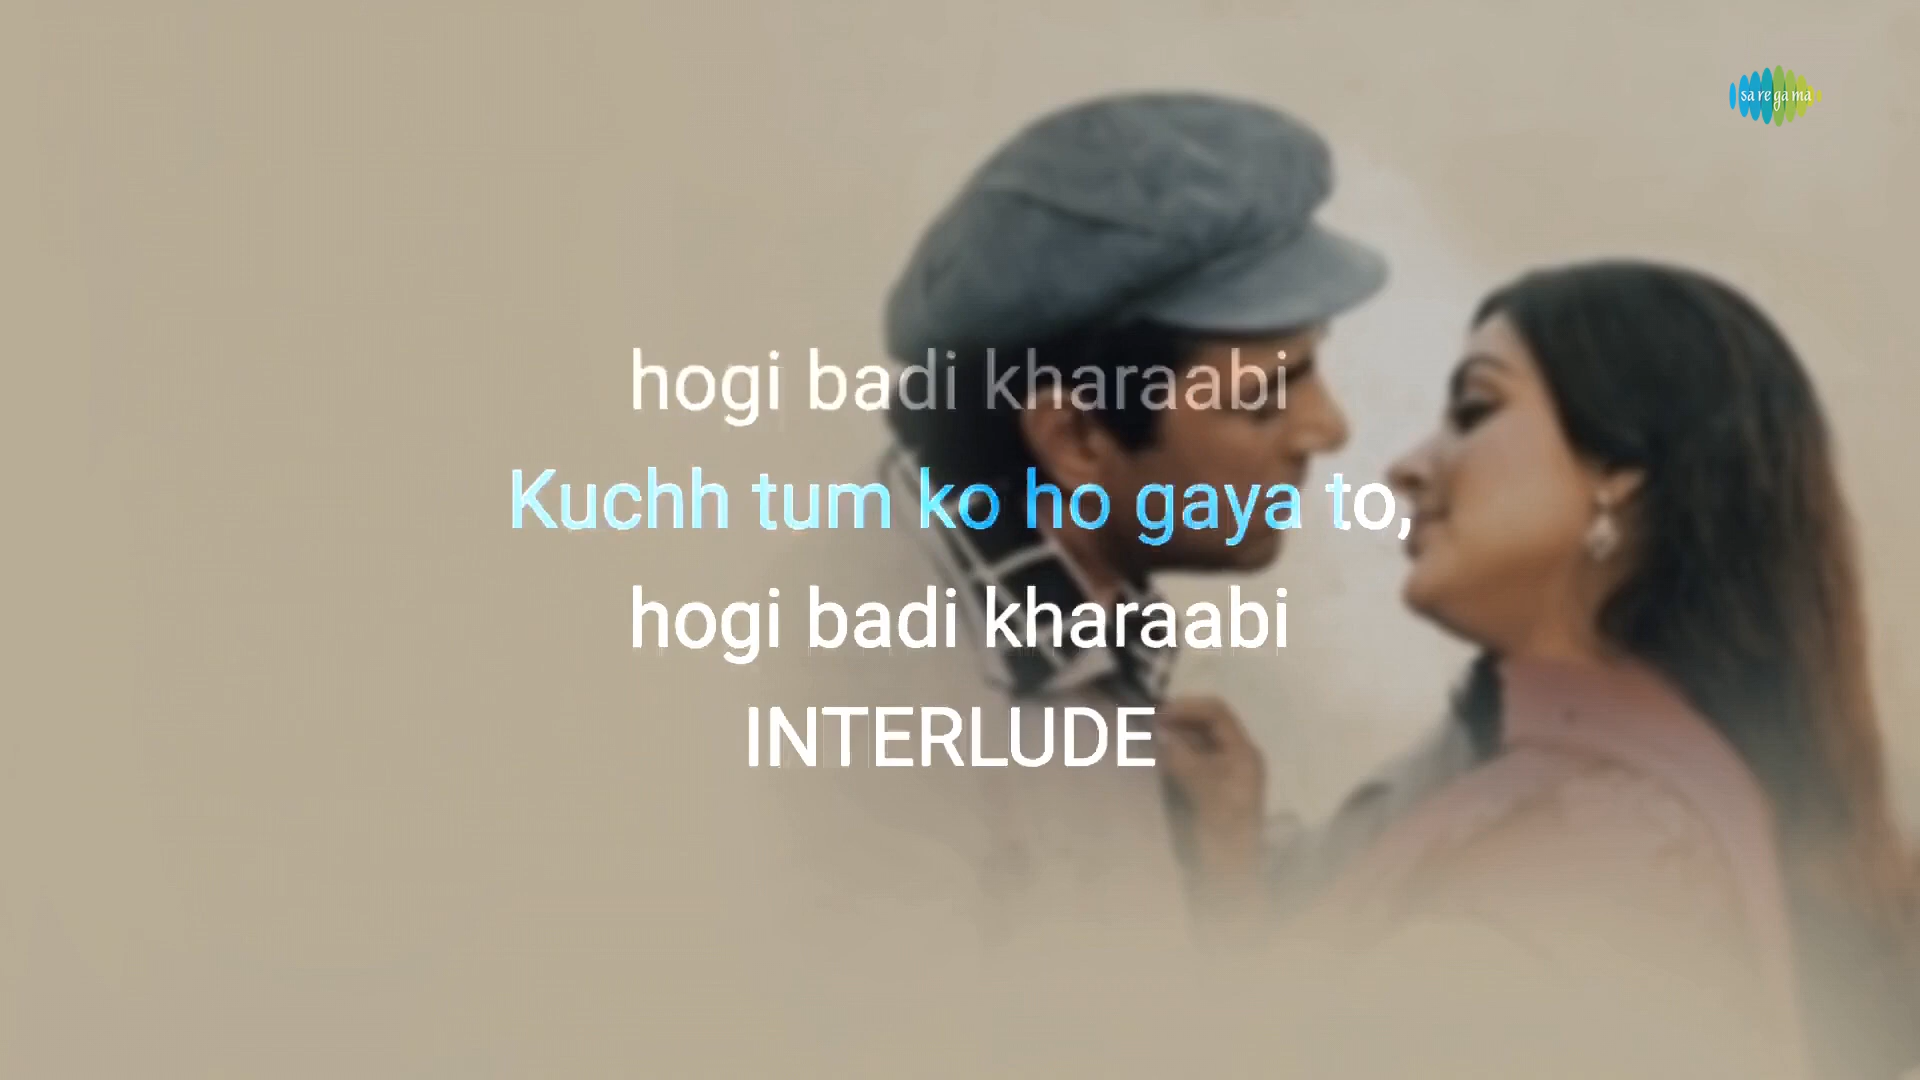 sa re ga ma
hogi badi kharaabi
Kuchh tum ko ho gaya to,
hogi badi kharaabi
INTERLUDE